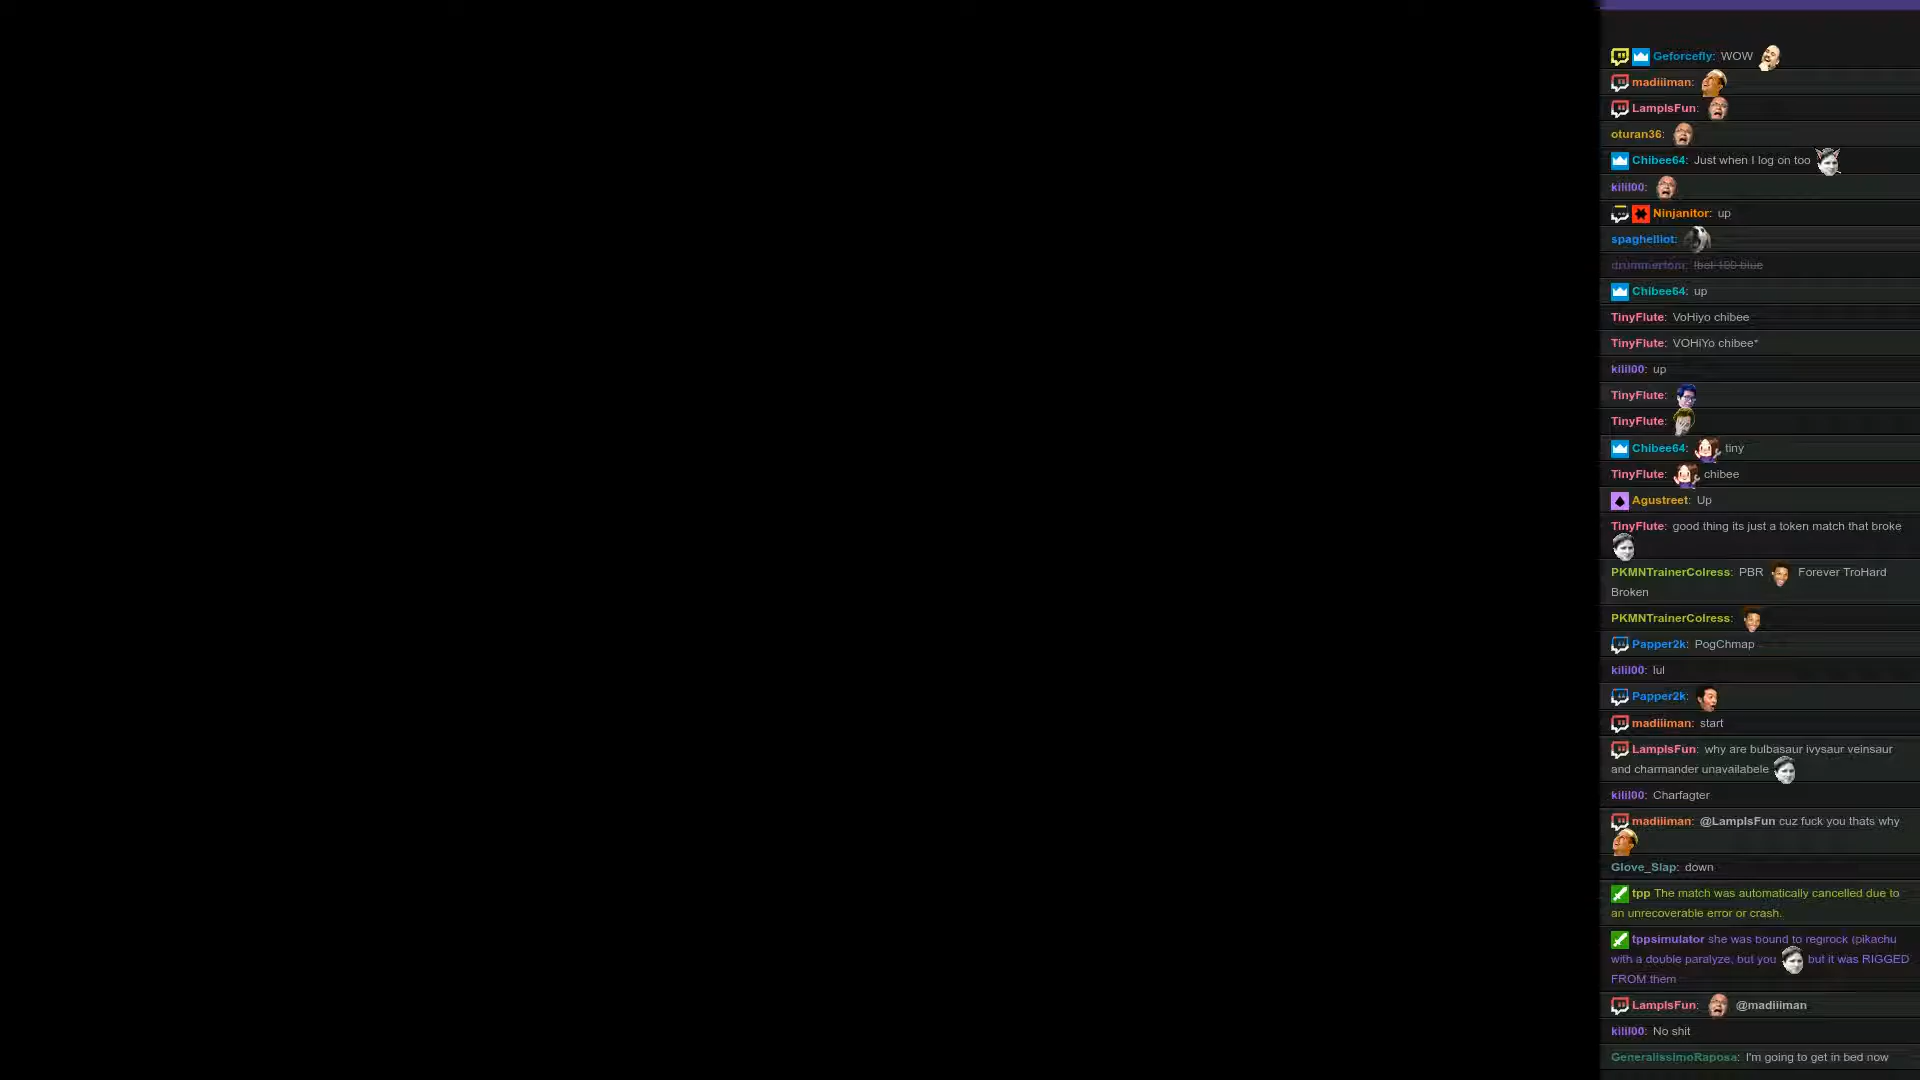 Geforcefly: WOW
madiiiman:
LampIsFun:
oturan36:
Chibee64: Just when I log on too
kilil00:
Ninjanitor: up
spaghelliot:
drummerton: !bet 100 blue
Chibee64: up
TinyFlute: VoHiyo chibee
TinyFlute: VOHiYo chibee*
kilil00: up
TinyFlute:
TinyFlute:
Chibee64: tiny
TinyFlute: chibee
Agustreet: Up
TinyFlute: good thing its just a token match that broke
PKMNTrainerColress: PBR Forever TroHard
Broken
PKMNTrainerColress:
Papper2k: PogChmap
kilil00: lul
Papper2k:
madiiiman: start
LampIsFun: why are bulbasaur ivysaur veinsaur
and charmander unavailabele
kilil00: Charfagter
madiiiman: @LampIsFun cuz fuck you thats why
Glove_Slap: down
tpp The match was automatically cancelled due to
an unrecoverable error or crash.
tppsimulator she was bound to regirock (pikachu
with a double paralyze, but you but it was RIGGED
FROM them
LampIsFun: @madiiiman
kilil00: No shit
GeneralissimoRaposa: I'm going to get in bed now